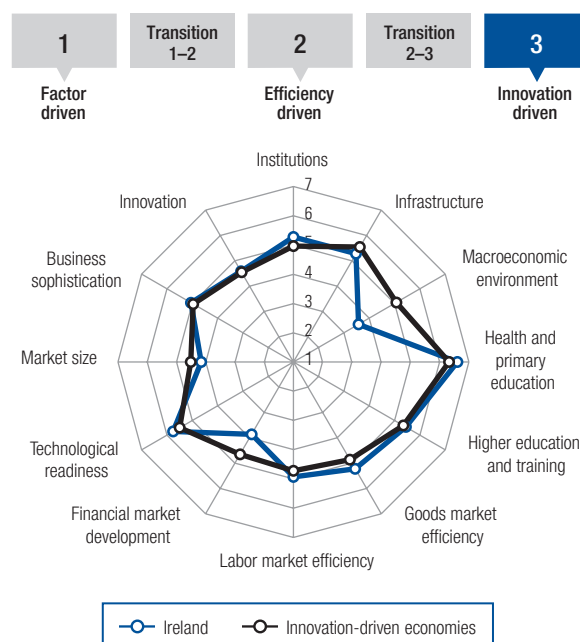 1
Transition
1–2
2
Transition
2–3
3
Factor
driven
Efficiency
driven
Innovation
driven
Institutions
7
Innovation
Infrastructure
6
5
Business
sophistication
Macroeconomic
environment
4
3
2
Market size
1
Health and
primary
education
Technological
readiness
Higher education
and training
Financial market
development
Goods market
efficiency
Labor market efficiency
Ireland
Innovation-driven economies